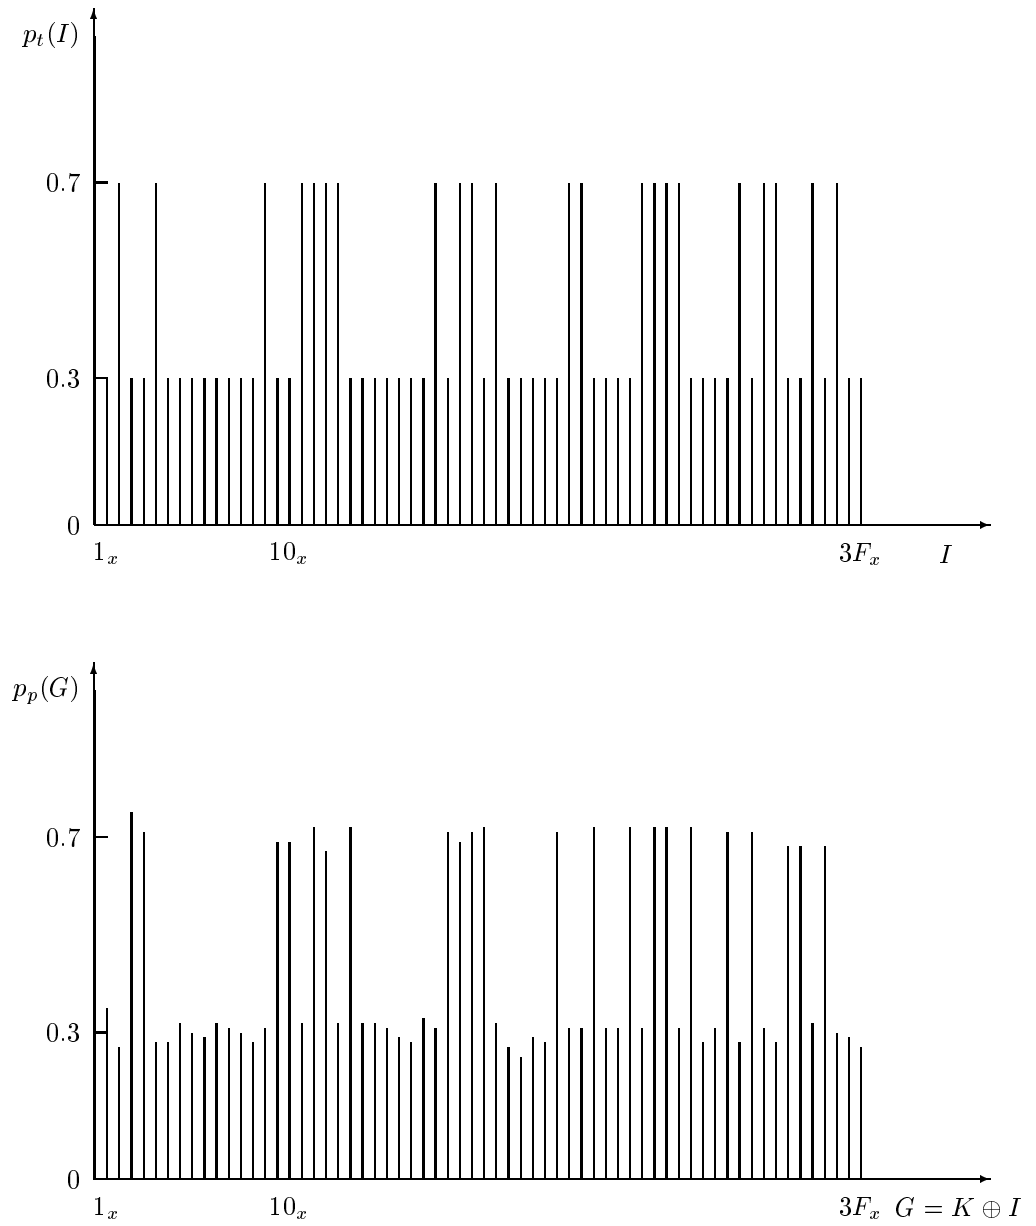 p_t(I)
0.7
0.3
0
1_x 10_x 3F_x I
p_p(G)
0.7
0.3
0
1_x 10_x 3F_x G = K ⊕ I